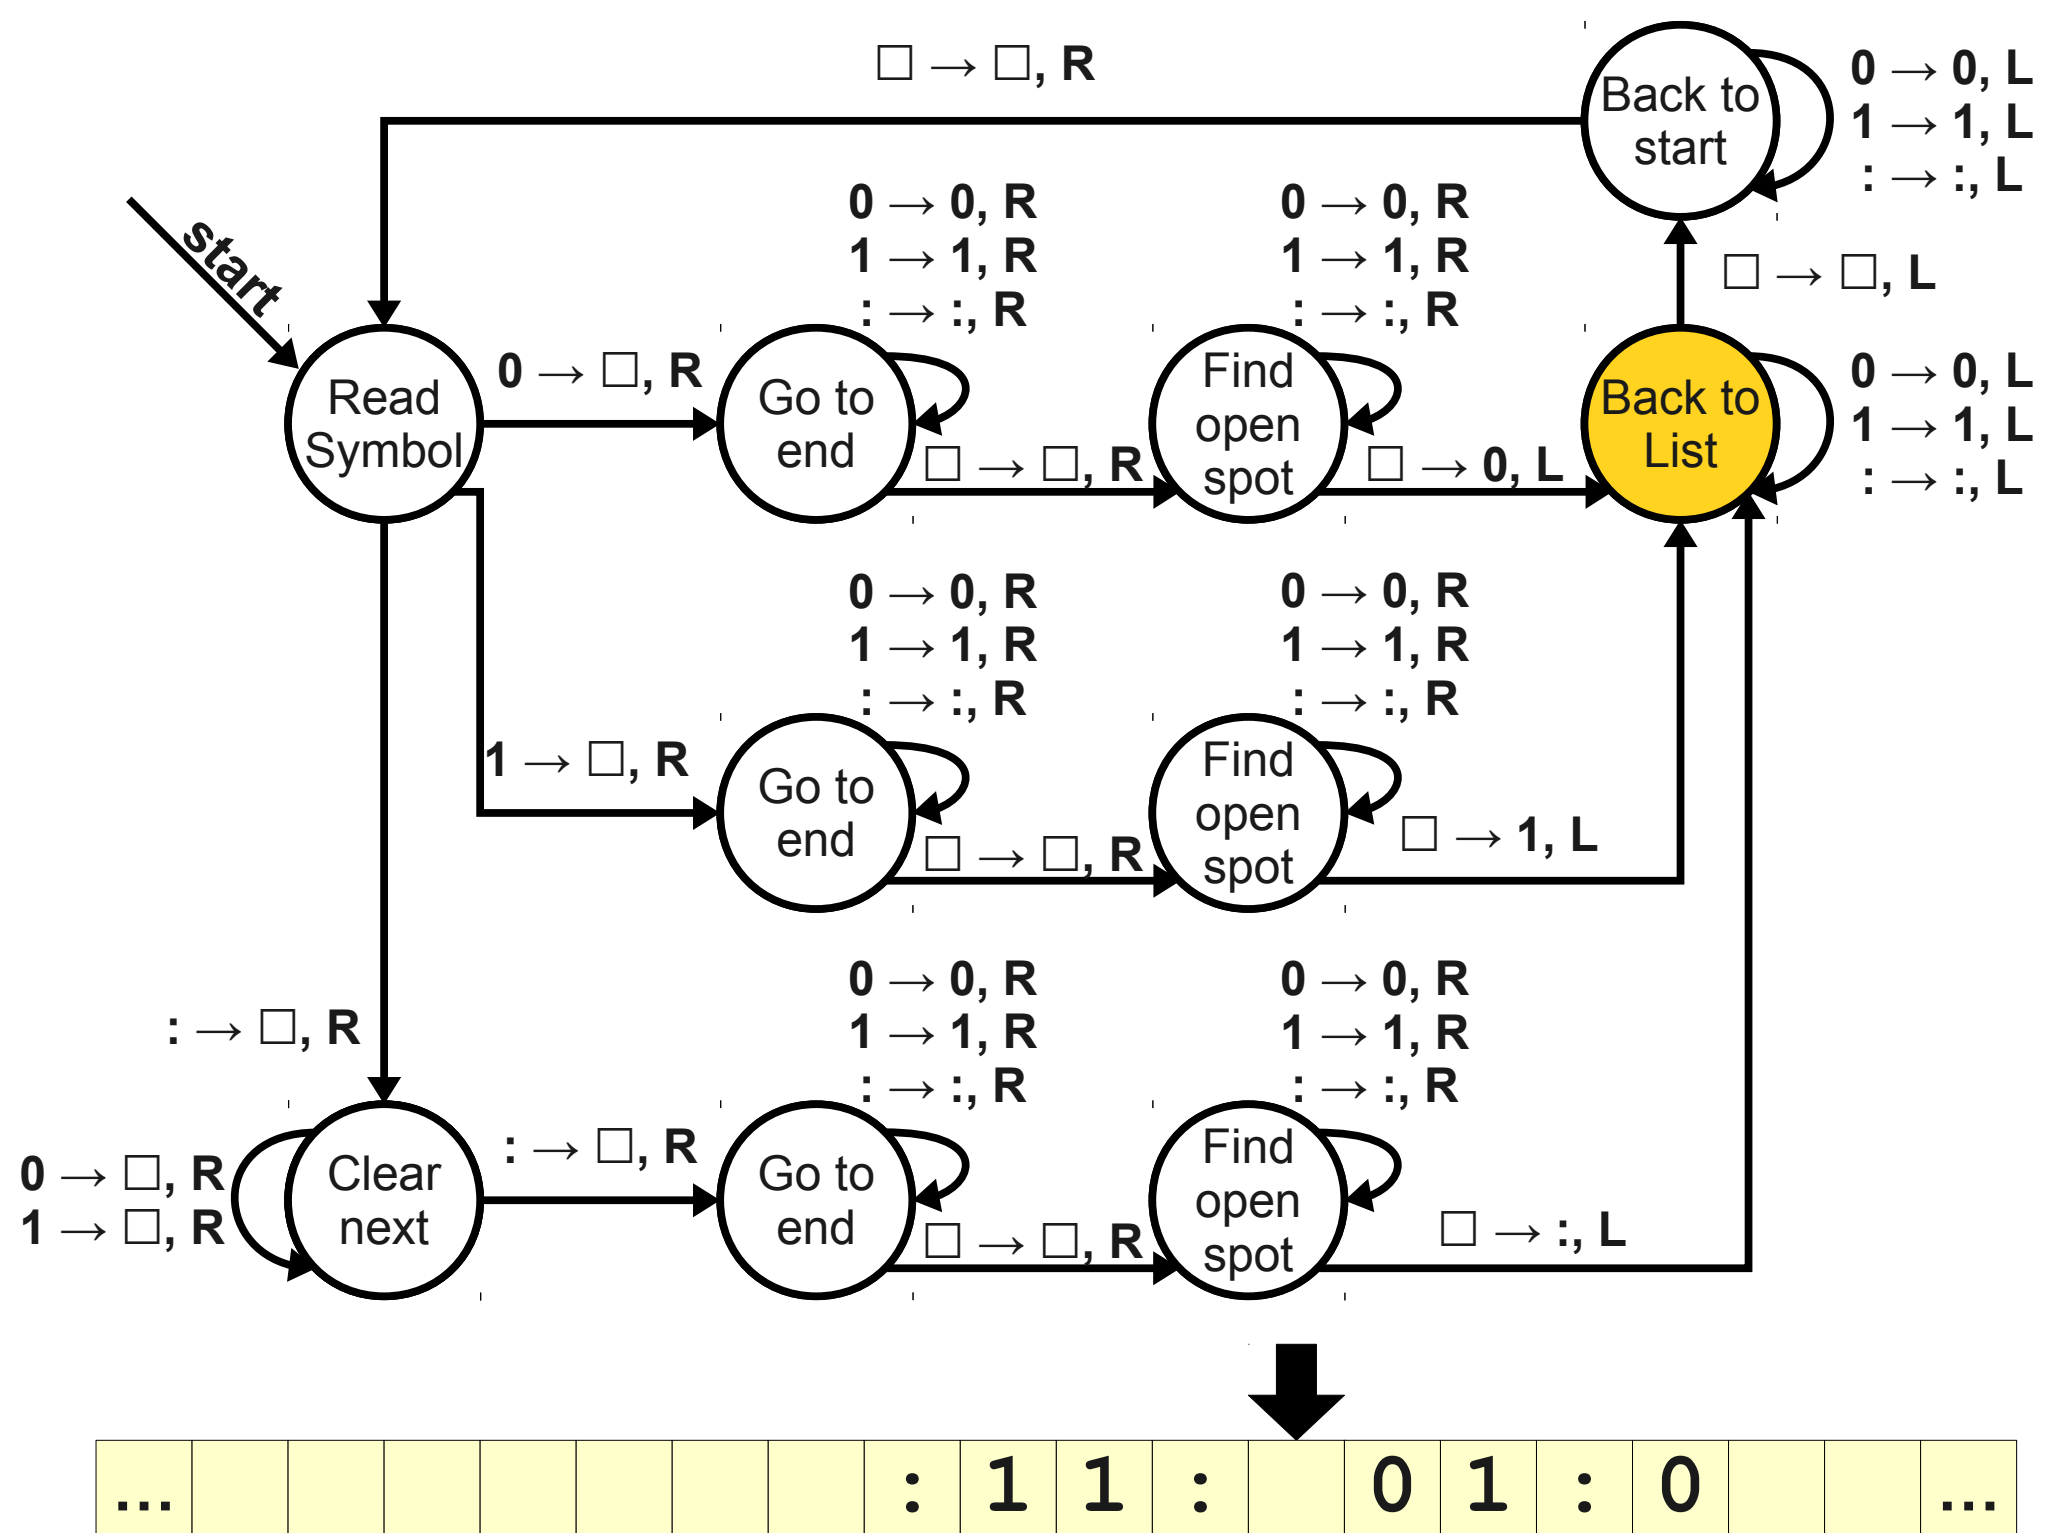 □ → □, R
Back to
start
0 → 0, L
1 → 1, L
: → :, L
start
0 → 0, R
1 → 1, R
: → :, R
0 → 0, R
1 → 1, R
: → :, R
□ → □, L
Read
Symbol
0 → □, R
Go to
end
□ → □, R
Find
open
spot
□ → 0, L
Back to
List
0 → 0, L
1 → 1, L
: → :, L
0 → 0, R
1 → 1, R
: → :, R
0 → 0, R
1 → 1, R
: → :, R
1 → □, R
Go to
end
□ → □, R
Find
open
spot
□ → 1, L
0 → 0, R
1 → 1, R
: → :, R
0 → 0, R
1 → 1, R
: → :, R
: → □, R
0 → □, R
1 → □, R
Clear
next
: → □, R
Go to
end
□ → □, R
Find
open
spot
□ → :, L
... : 1 1 : 0 1 : 0 ...